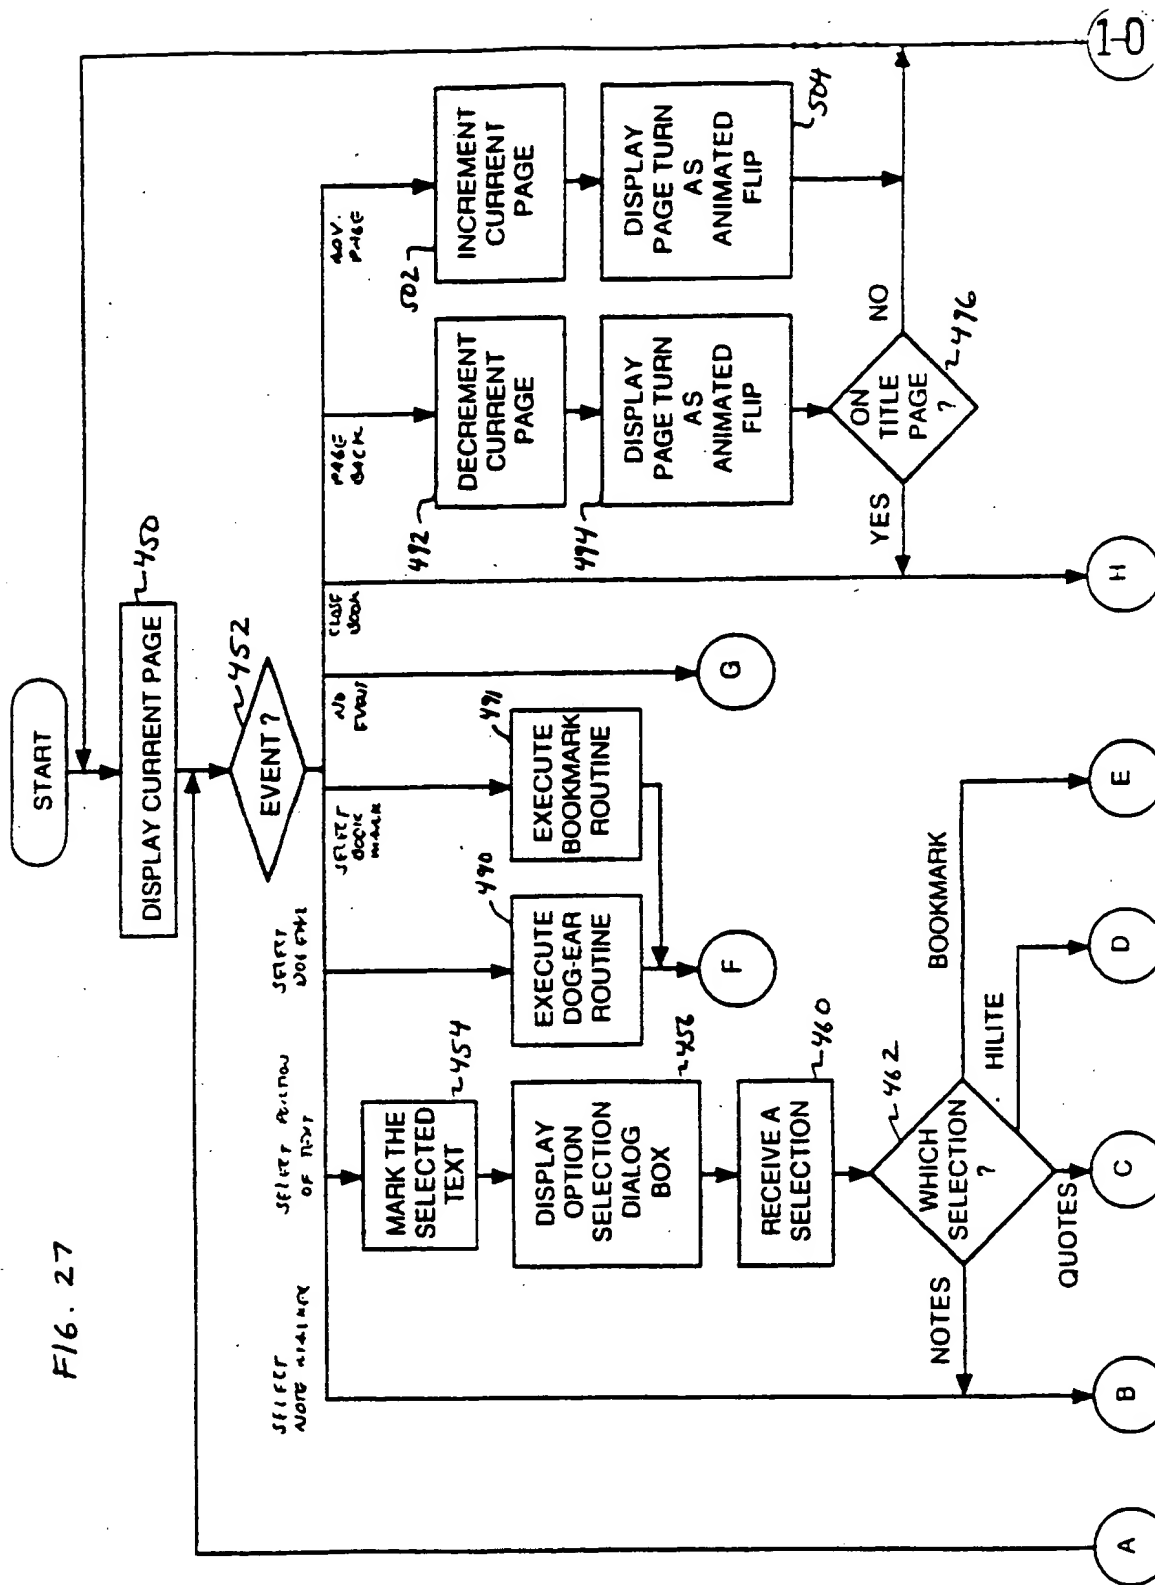 FIG. 27
START
DISPLAY CURRENT PAGE
450
EVENT?
452
SELECT
NOTE MARKER
SELECT PORTION
OF TEXT
SELECT
DOG EAR
SELECT
BOOK
MARK
NO
EVENT
CLOSE
BOOK
PAGE
BACK
ADV.
PAGE
MARK THE
SELECTED
TEXT
454
DISPLAY
OPTION
SELECTION
DIALOG
BOX
RECEIVE A
SELECTION
460
WHICH
SELECTION
?
462
NOTES
QUOTES
HILITE
BOOKMARK
EXECUTE
DOG-EAR
ROUTINE
490
EXECUTE
BOOKMARK
ROUTINE
491
DECREMENT
CURRENT
PAGE
492
DISPLAY
PAGE TURN
AS
ANIMATED
FLIP
494
ON
TITLE
PAGE
?
496
YES
NO
INCREMENT
CURRENT
PAGE
502
DISPLAY
PAGE TURN
AS
ANIMATED
FLIP
504
A
B
C
D
E
F
G
H
1-0